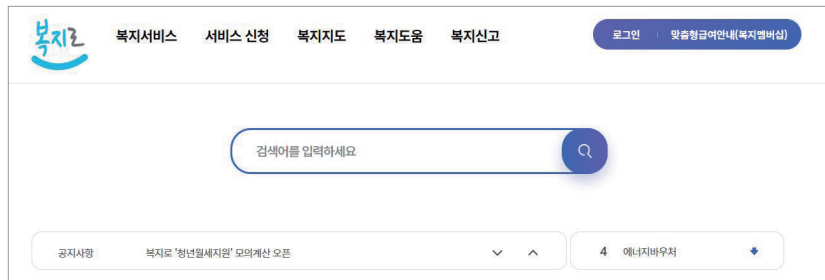 복지로 복지서비스 서비스 신청 복지지도 복지도움 복지신고 로그인 맞춤형급여안내(복지멤버십)
검색어를 입력하세요
공지사항 복지로 '청년월세지원' 모의계산 오픈 4 에너지바우처